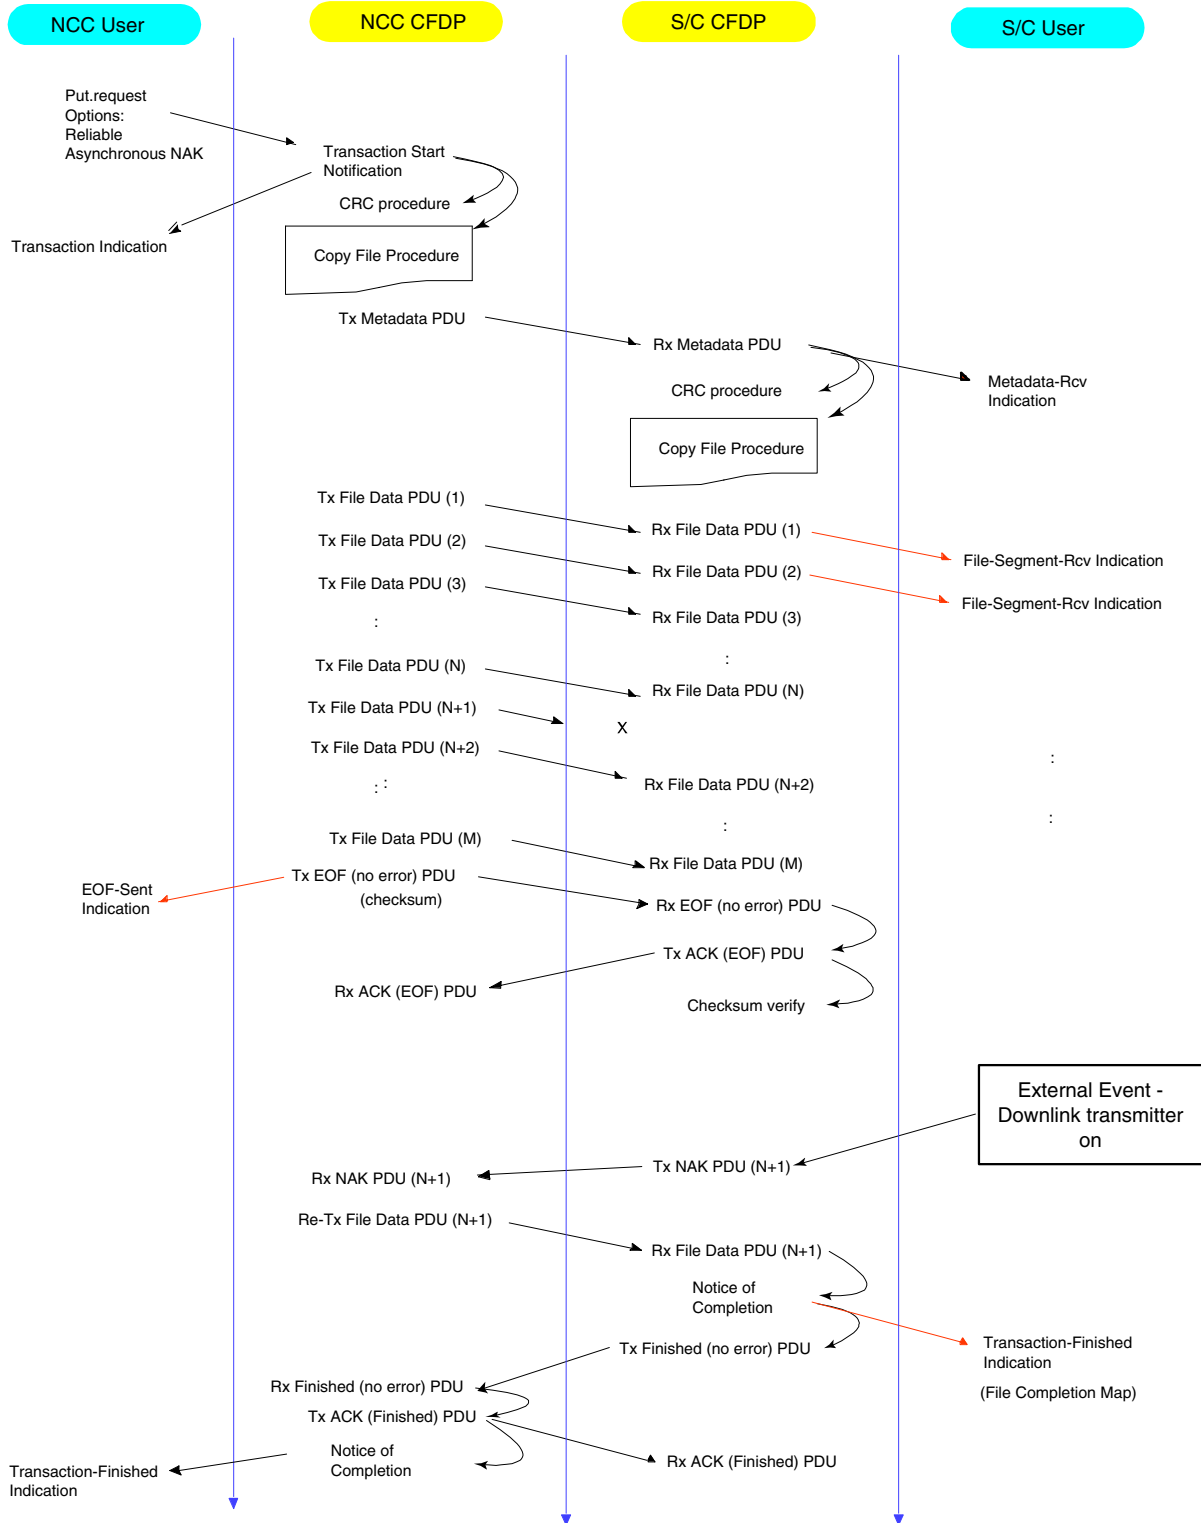 NCC User
NCC CFDP
S/C CFDP
S/C User
Put.request
Options:
Reliable
Asynchronous NAK
Transaction Start
Notification
CRC procedure
Transaction Indication
Copy File Procedure
Tx Metadata PDU
Rx Metadata PDU
Metadata-Rcv
Indication
CRC procedure
Copy File Procedure
Tx File Data PDU (1)
Rx File Data PDU (1)
File-Segment-Rcv Indication
Tx File Data PDU (2)
Rx File Data PDU (2)
File-Segment-Rcv Indication
Tx File Data PDU (3)
Rx File Data PDU (3)
:
:
Tx File Data PDU (N)
Rx File Data PDU (N)
Tx File Data PDU (N+1)
X
Tx File Data PDU (N+2)
:
Rx File Data PDU (N+2)
: :
:
:
Tx File Data PDU (M)
Rx File Data PDU (M)
Tx EOF (no error) PDU
(checksum)
EOF-Sent
Indication
Rx EOF (no error) PDU
Tx ACK (EOF) PDU
Rx ACK (EOF) PDU
Checksum verify
External Event -
Downlink transmitter
on
Tx NAK PDU (N+1)
Rx NAK PDU (N+1)
Re-Tx File Data PDU (N+1)
Rx File Data PDU (N+1)
Notice of
Completion
Tx Finished (no error) PDU
Transaction-Finished
Indication
(File Completion Map)
Rx Finished (no error) PDU
Tx ACK (Finished) PDU
Notice of
Completion
Rx ACK (Finished) PDU
Transaction-Finished
Indication